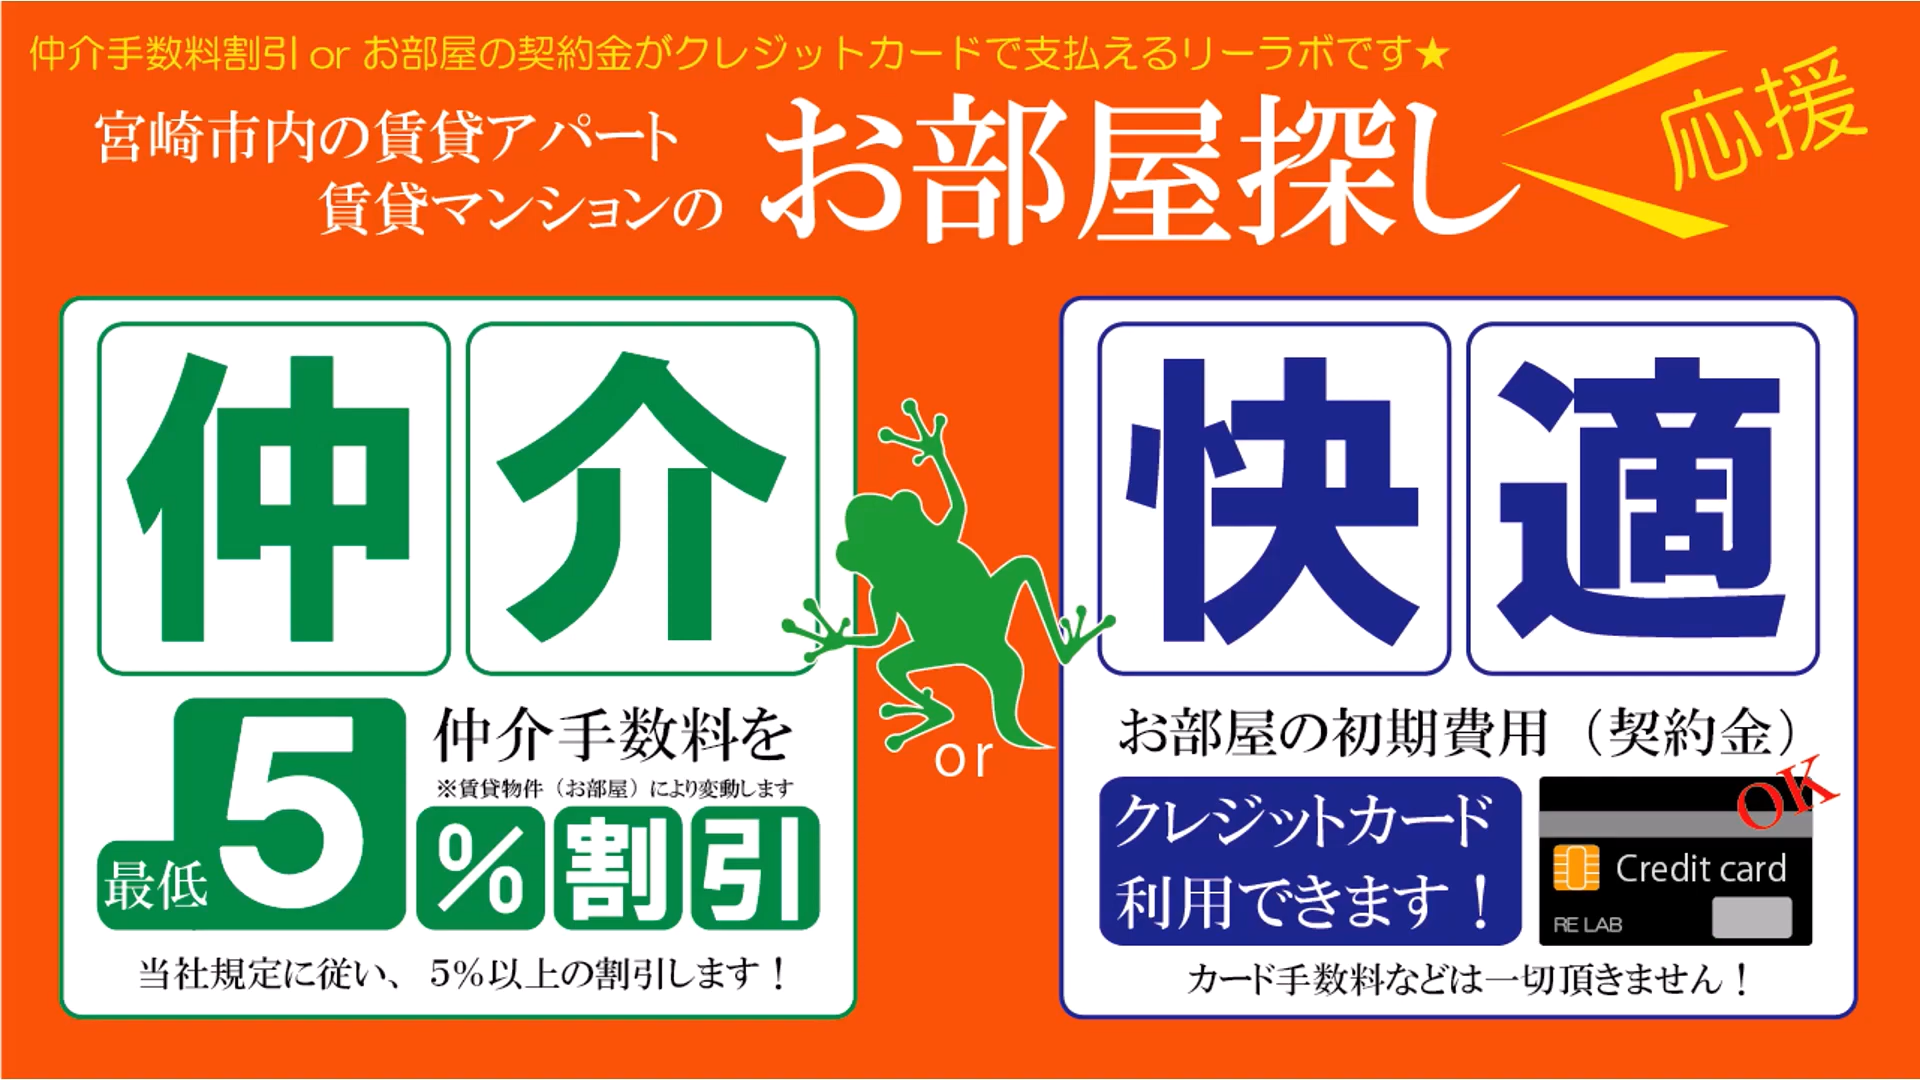 仲介手数料割引 or お部屋の契約金がクレジットカードで支払えるリーラボです★
宮崎市内の賃貸アパート
賃貸マンションの
お部屋探し
応援
仲介
仲介手数料を
※賃貸物件（お部屋）により変動します
最低5%割引
当社規定に従い、5%以上の割引します！
or
快適
お部屋の初期費用（契約金）
クレジットカード
利用できます！
OK
Credit card
RE LAB
カード手数料などは一切頂きません！